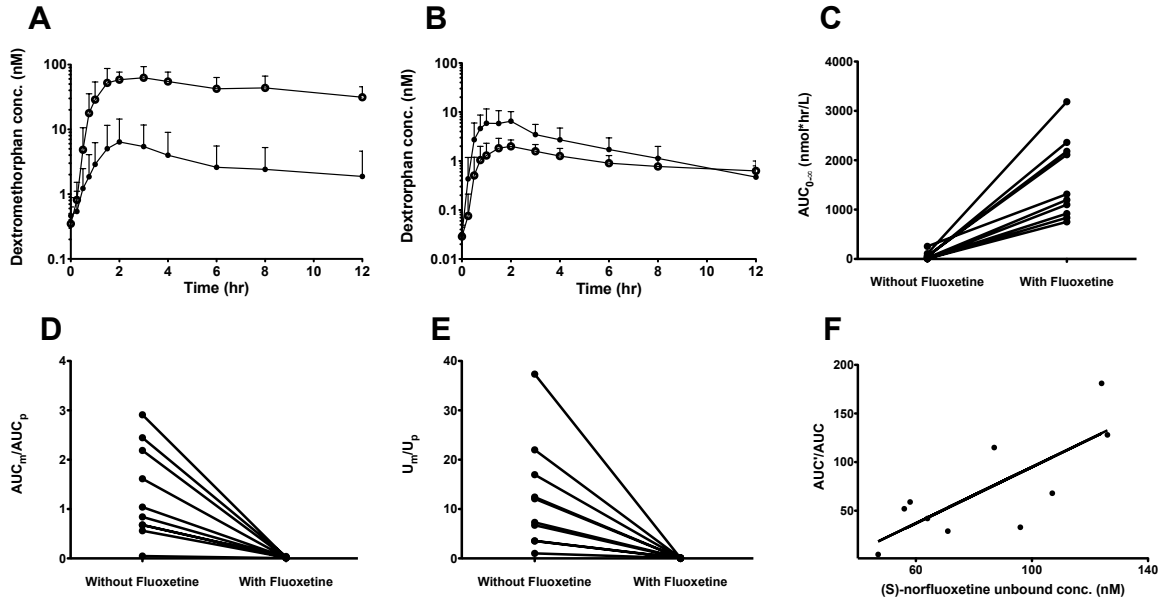 A
Dextromethorphan conc. (nM)
100
10
1
0.1
0 2 4 6 8 10 12
Time (hr)
B
Dextrorphan conc. (nM)
100
10
1
0.1
0.01
0 2 4 6 8 10 12
Time (hr)
C
AUC0-∞ (nmol*hr/L)
4000
3000
2000
1000
0
Without Fluoxetine With Fluoxetine
D
AUCm/AUCp
4
3
2
1
0
Without Fluoxetine With Fluoxetine
E
Um/Up
40
30
20
10
0
Without Fluoxetine With Fluoxetine
F
AUC'/AUC
200
150
100
50
60 100 140
(S)-norfluoxetine unbound conc. (nM)